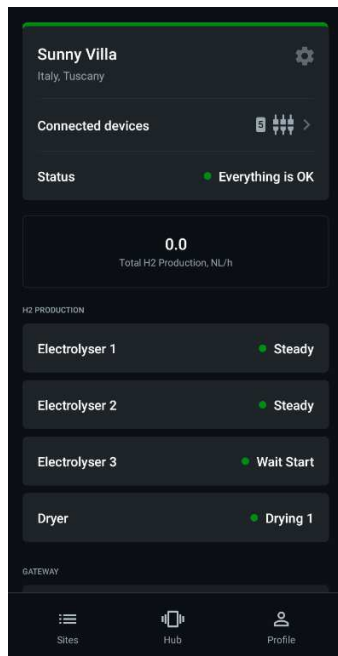 Sunny Villa
Italy, Tuscany
Connected devices 5
Status Everything is OK
0.0
Total H2 Production, NL/h
H2 PRODUCTION
Electrolyser 1 Steady
Electrolyser 2 Steady
Electrolyser 3 Wait Start
Dryer Drying 1
GATEWAY
Sites Hub Profile